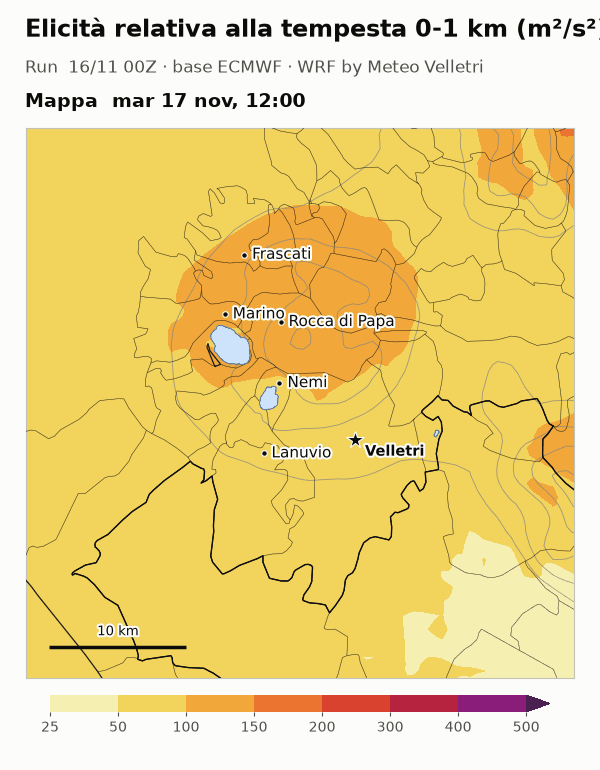 Elicità relativa alla tempesta 0-1 km (m²/s²)
Run  16/11 00Z · base ECMWF · WRF by Meteo Velletri
Mappa  mar 17 nov, 12:00
Frascati
Marino
Rocca di Papa
Nemi
Velletri
Lanuvio
10 km
25 50 100 150 200 300 400 500